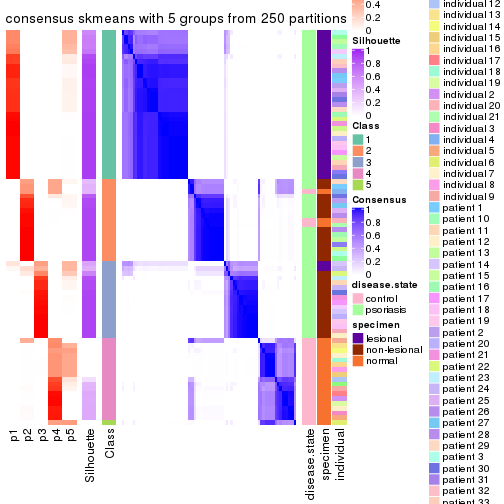 consensus skmeans with 5 groups from 250 partitions
p1
p2
p3
p4
p5
Silhouette
Class
disease.state
specimen
individual
0.4
0.2
0
Silhouette
1
0.8
0.6
0.4
0.2
0
Class
1
2
3
4
5
Consensus
1
0.8
0.6
0.4
0.2
0
disease.state
control
psoriasis
specimen
lesional
non-lesional
normal
individual 12
individual 13
individual 14
individual 15
individual 16
individual 17
individual 18
individual 19
individual 2
individual 20
individual 21
individual 3
individual 4
individual 5
individual 6
individual 7
individual 8
individual 9
patient 1
patient 10
patient 11
patient 12
patient 13
patient 14
patient 15
patient 16
patient 17
patient 18
patient 19
patient 2
patient 20
patient 21
patient 22
patient 23
patient 24
patient 25
patient 26
patient 27
patient 28
patient 29
patient 3
patient 30
patient 31
patient 32
patient 33